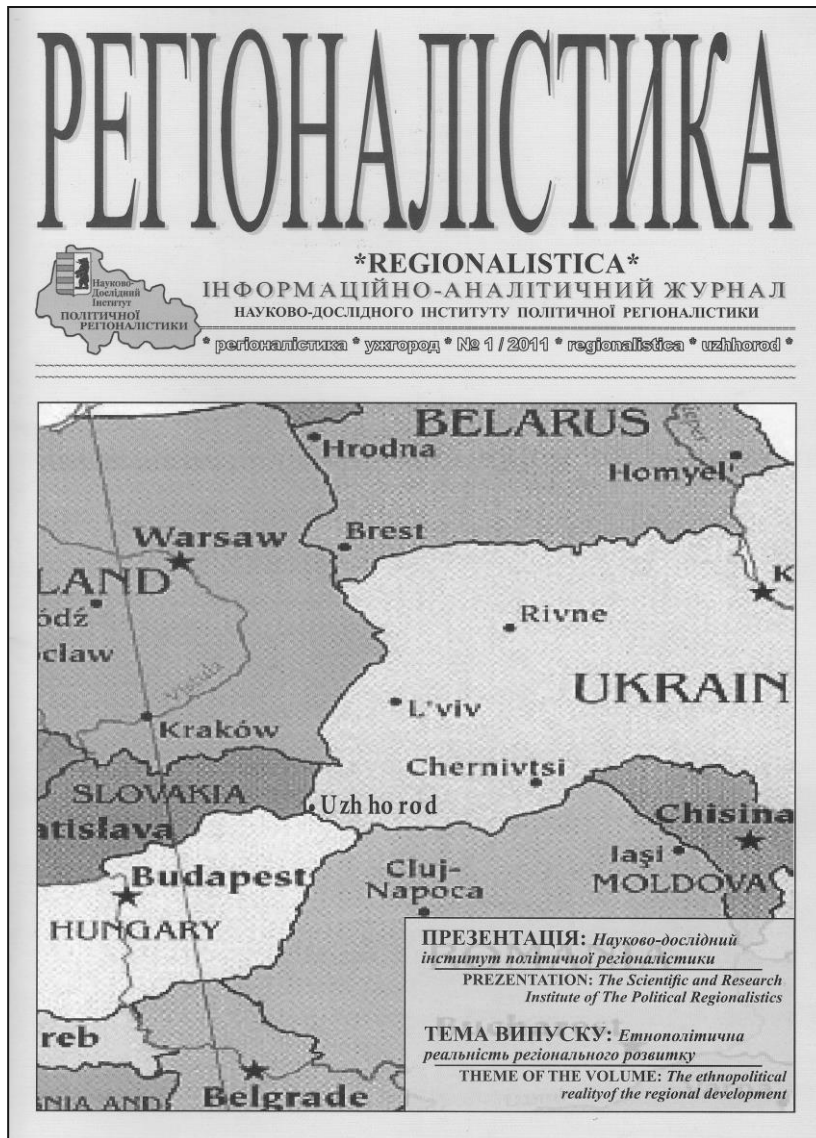 РЕГІОНАЛІСТИКА
*REGIONALISTICA*
ІНФОРМАЦІЙНО-АНАЛІТИЧНИЙ ЖУРНАЛ
НАУКОВО-ДОСЛІДНОГО ІНСТИТУТУ ПОЛІТИЧНОЇ РЕГІОНАЛІСТИКИ
Науково-
Дослідний
Інститут
ПОЛІТИЧНОЇ
РЕГІОНАЛІСТИКИ
* регіоналістика * ужгород * № 1 / 2011 * regionalistica * uzhhorod *
BELARUS
Hrodna
Homyel'
Warsaw
Brest
LAND
K
ódź
Rivne
ocław
Vistula
UKRAIN
L'viv
Kraków
Chernivtsi
SLOVAKIA
Uzhhorod
Chisina
atislava
Iaşi
Budapest
Cluj-
Napoca
MOLDOVA
HUNGARY
ПРЕЗЕНТАЦІЯ: Науково-дослідний
інститут політичної регіоналістики
PREZENTATION: The Scientific and Research
Institute of The Political Regionalistics
reb
ТЕМА ВИПУСКУ: Етнополітична
реальність регіонального розвитку
Belgrade
THEME OF THE VOLUME: The ethnopolitical
realityof the regional development
NIA AND